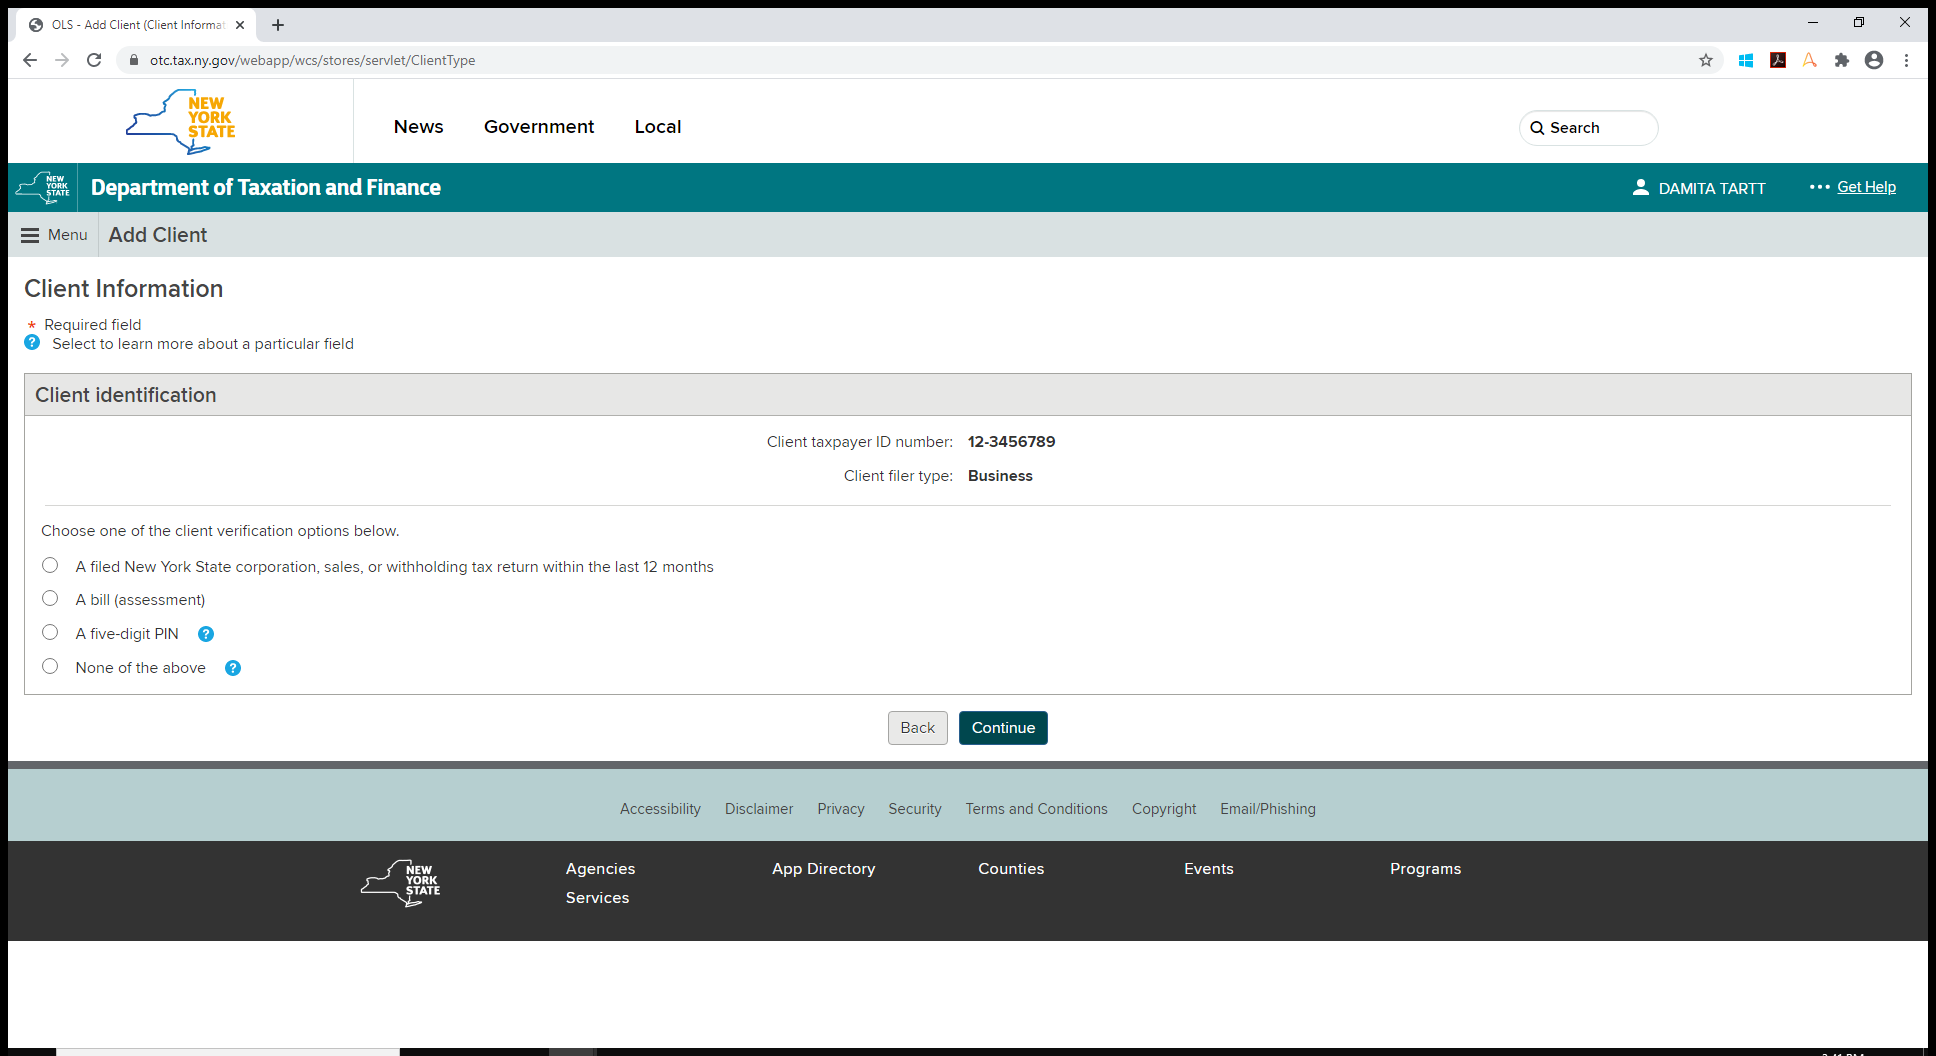 OLS - Add Client (Client Informat
otc.tax.ny.gov/webapp/wcs/stores/servlet/ClientType
NEW
YORK
STATE
News Government Local
Search
NEW
YORK
STATE
Department of Taxation and Finance
DAMITA TARTT
Get Help
Menu
Add Client
Client Information
* Required field
? Select to learn more about a particular field
Client identification
Client taxpayer ID number: 12-3456789
Client filer type: Business
Choose one of the client verification options below.
A filed New York State corporation, sales, or withholding tax return within the last 12 months
A bill (assessment)
A five-digit PIN ?
None of the above ?
Back Continue
Accessibility Disclaimer Privacy Security Terms and Conditions Copyright Email/Phishing
NEW
YORK
STATE
Agencies App Directory Counties Events Programs
Services